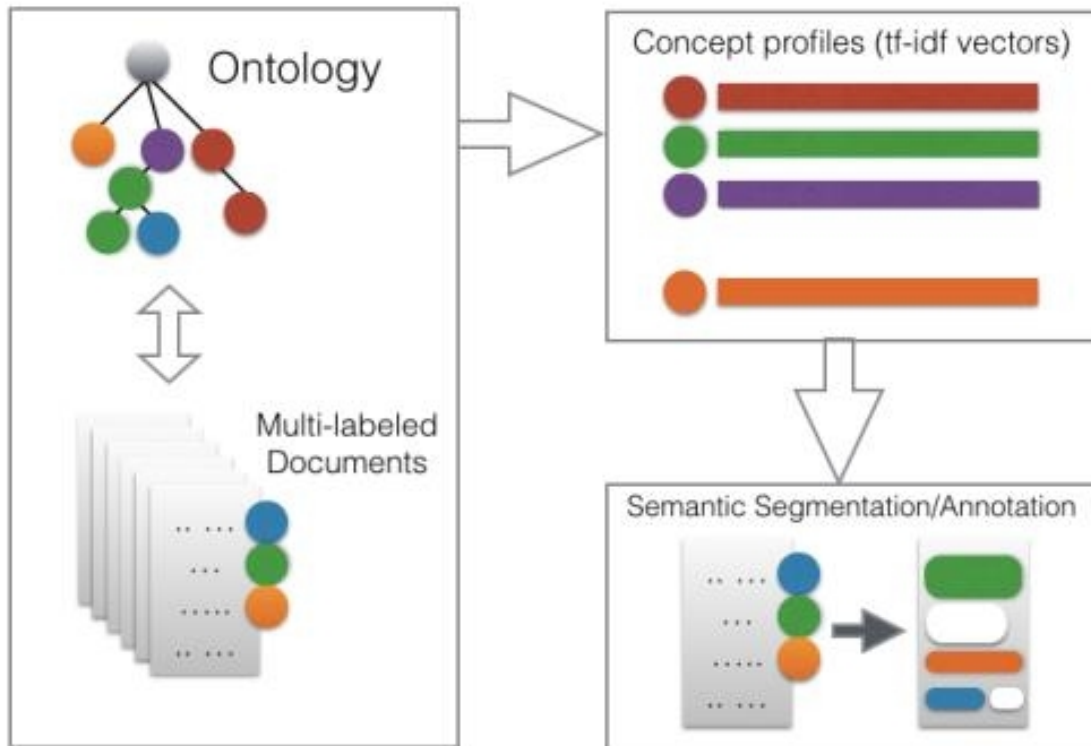 Ontology
Multi-labeled
Documents
Concept profiles (tf-idf vectors)
Semantic Segmentation/Annotation